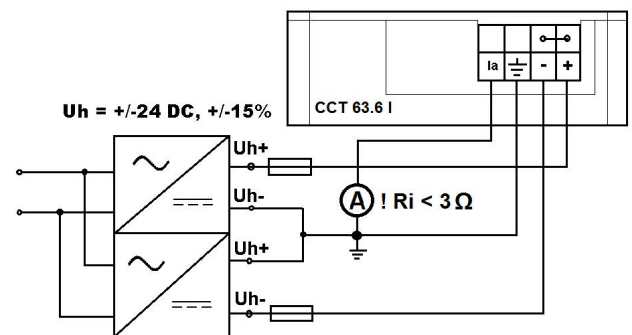 Ia ⏚ - +
CCT 63.6 I
Uh = +/-24 DC, +/-15%
Uh+
Uh-
A ! Ri < 3 Ω
Uh+
Uh-